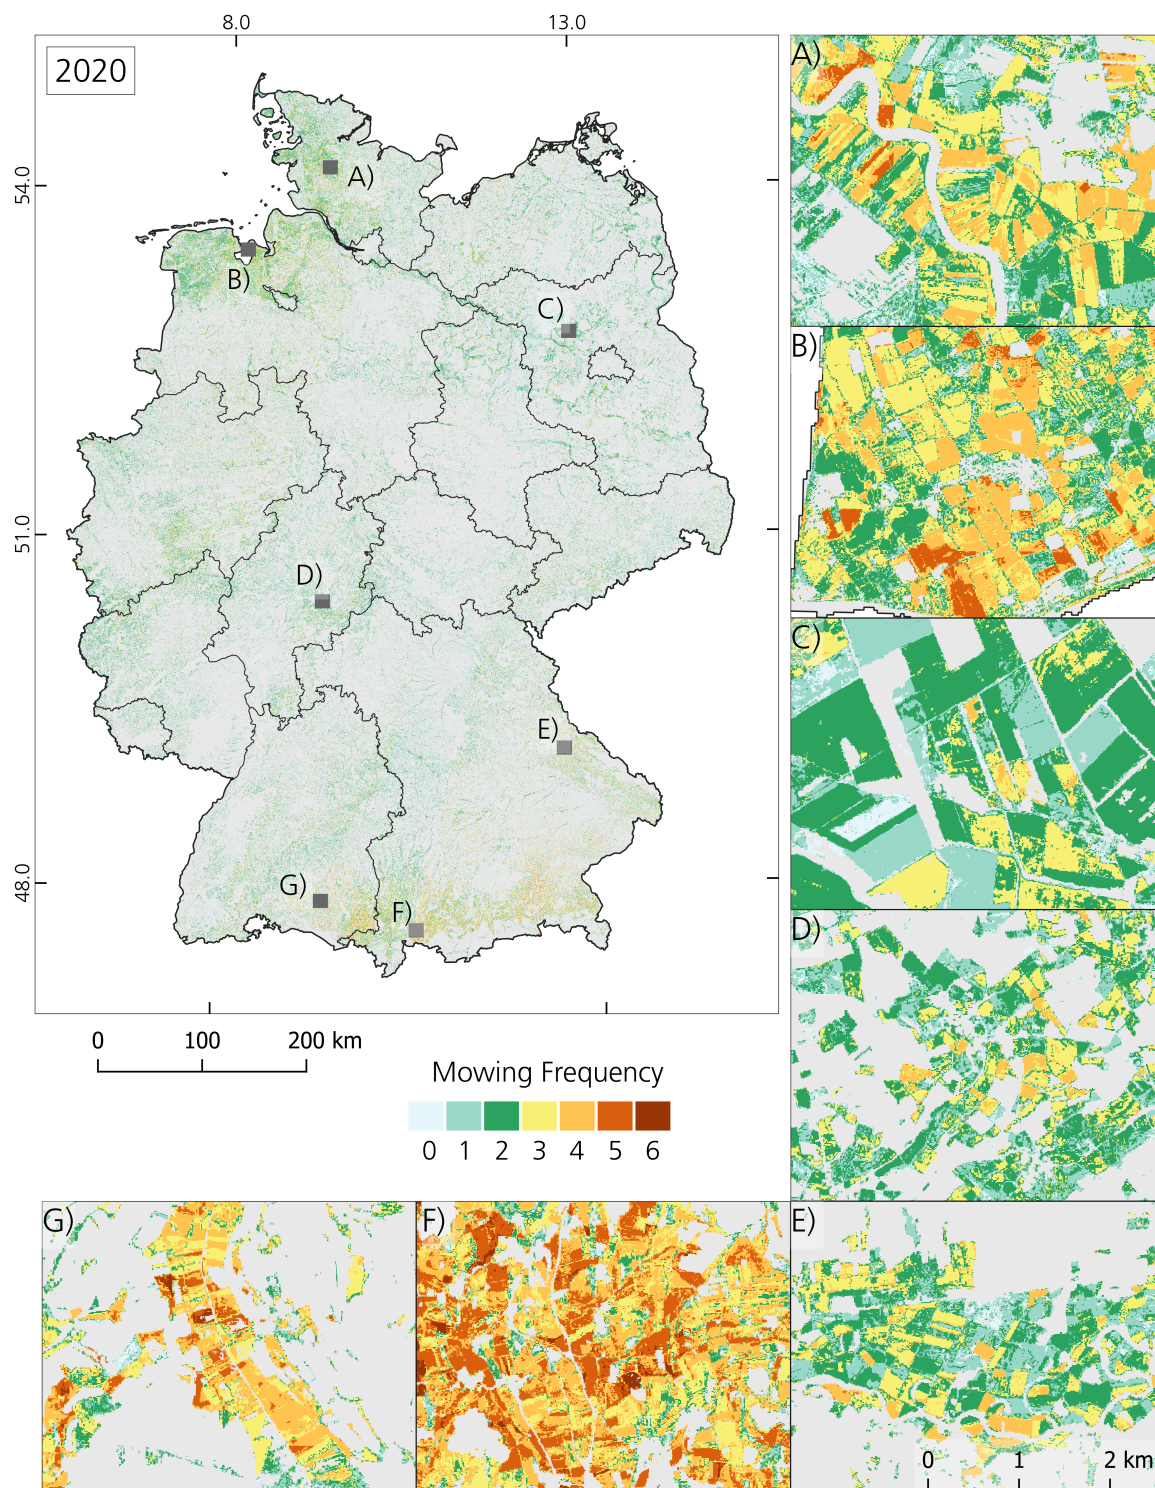 8.0 13.0
2020
A)
54.0
A)
B)
B)
C)
C)
51.0
D)
D)
E)
48.0
G)
F)
0 100 200 km
Mowing Frequency
0 1 2 3 4 5 6
G) F) E)
0 1 2 km